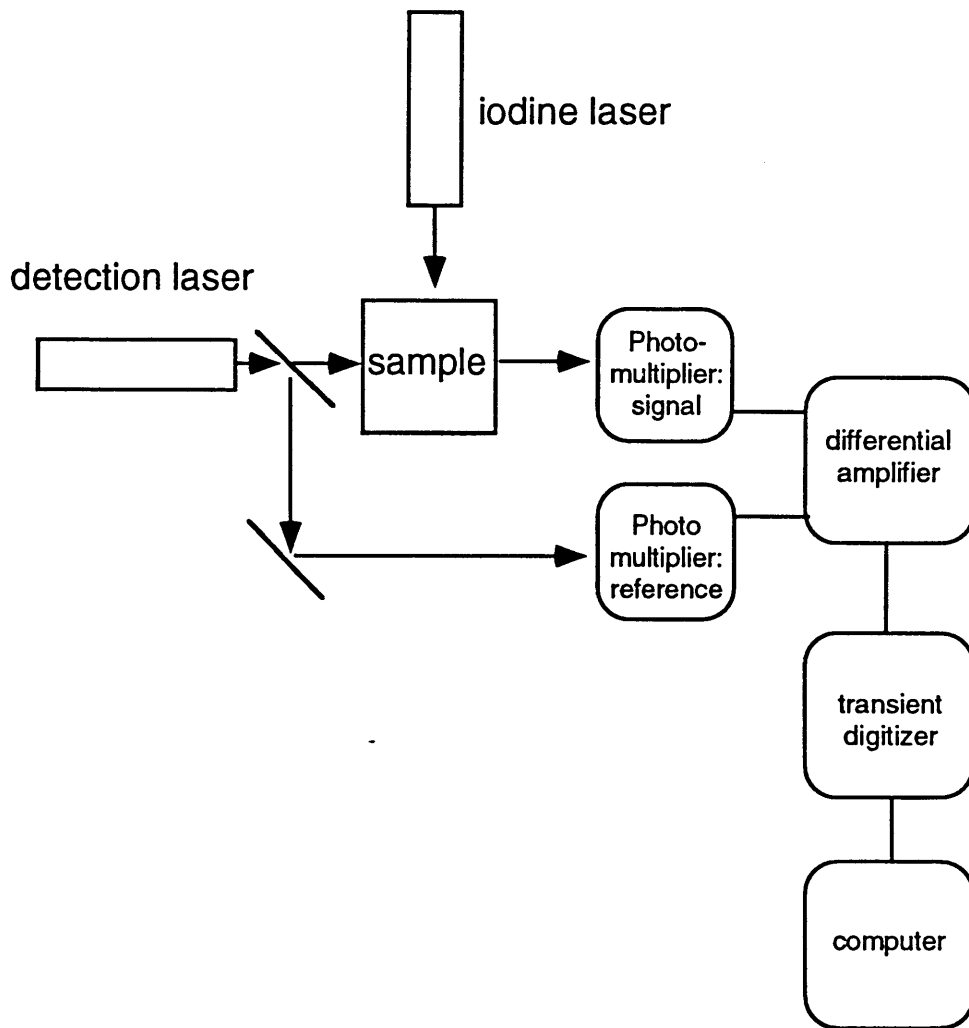 iodine laser
detection laser
sample
Photo-
multiplier:
signal
differential
amplifier
Photo
multiplier:
reference
transient
digitizer
computer